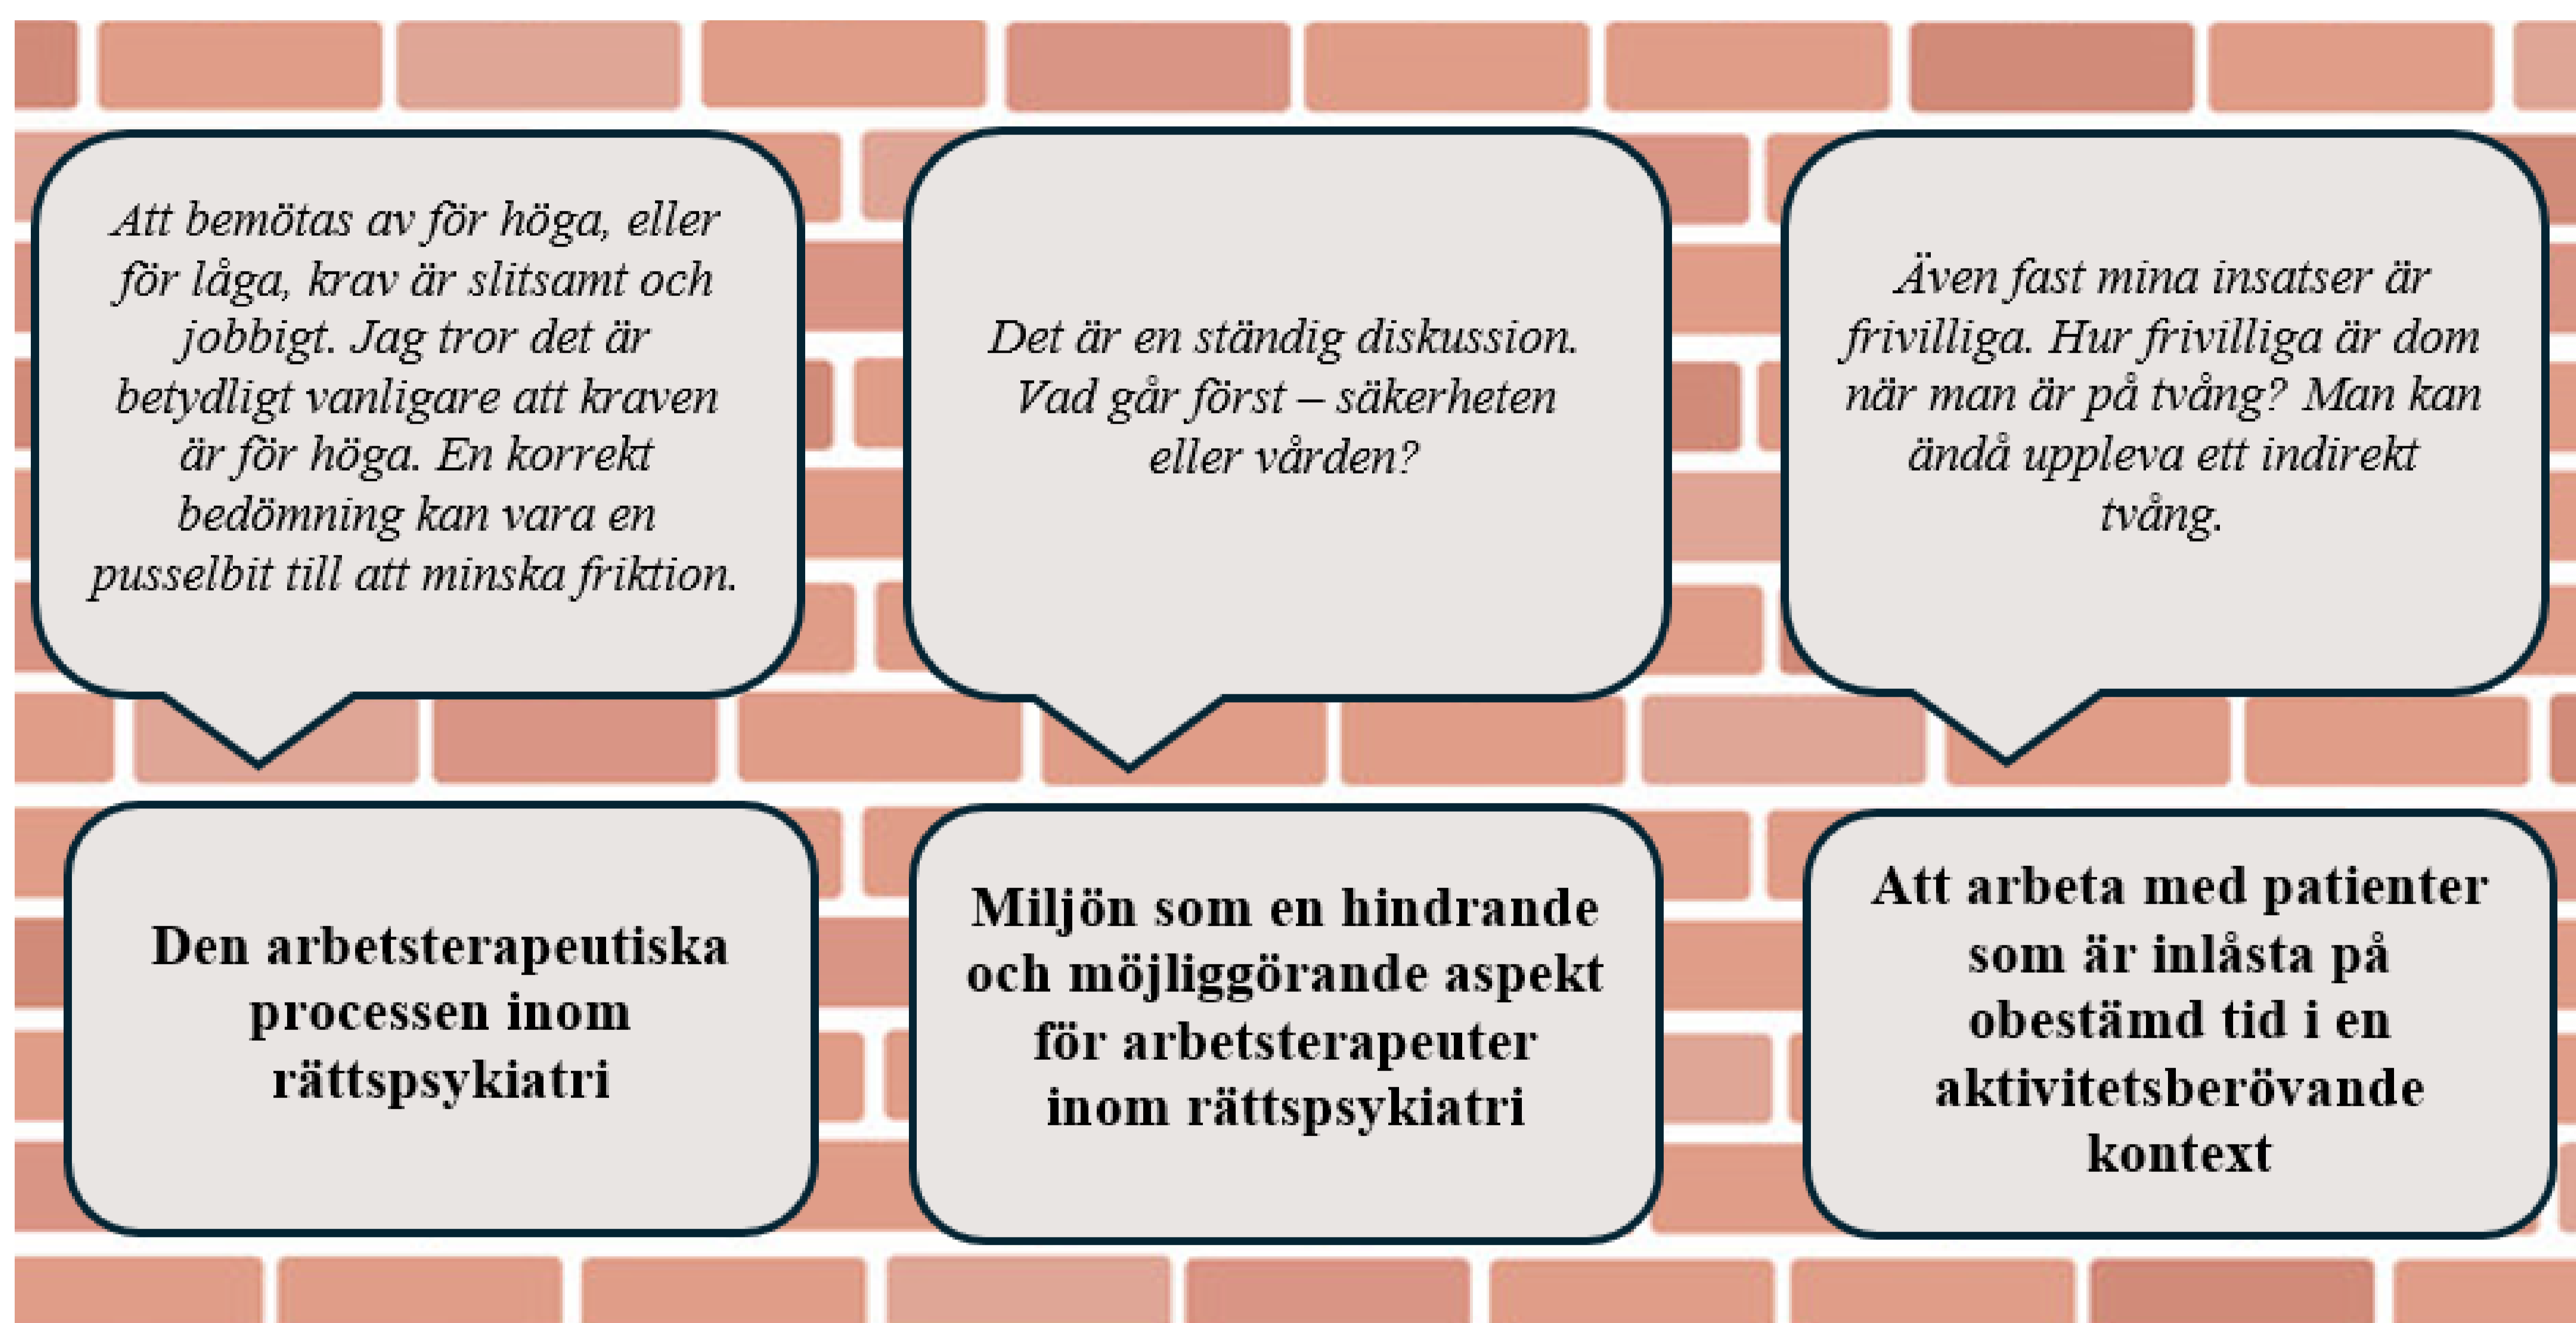 Att bemötas av för höga, eller
för låga, krav är slitsamt och
jobbigt. Jag tror det är
betydligt vanligare att kraven
är för höga. En korrekt
bedömning kan vara en
pusselbit till att minska friktion.
Det är en ständig diskussion.
Vad går först – säkerheten
eller vården?
Även fast mina insatser är
frivilliga. Hur frivilliga är dom
när man är på tvång? Man kan
ändå uppleva ett indirekt
tvång.
Den arbetsterapeutiska
processen inom
rättspsykiatri
Miljön som en hindrande
och möjliggörande aspekt
för arbetsterapeuter
inom rättspsykiatri
Att arbeta med patienter
som är inlåsta på
obestämd tid i en
aktivitetsberövande
kontext